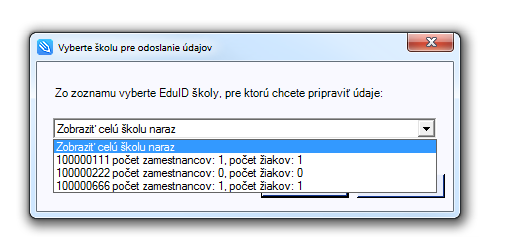 Vyberte školu pre odoslanie údajov
Zo zoznamu vyberte EduID školy, pre ktorú chcete pripraviť údaje:
Zobraziť celú školu naraz
Zobraziť celú školu naraz
100000111 počet zamestnancov: 1, počet žiakov: 1
100000222 počet zamestnancov: 0, počet žiakov: 0
100000666 počet zamestnancov: 1, počet žiakov: 1